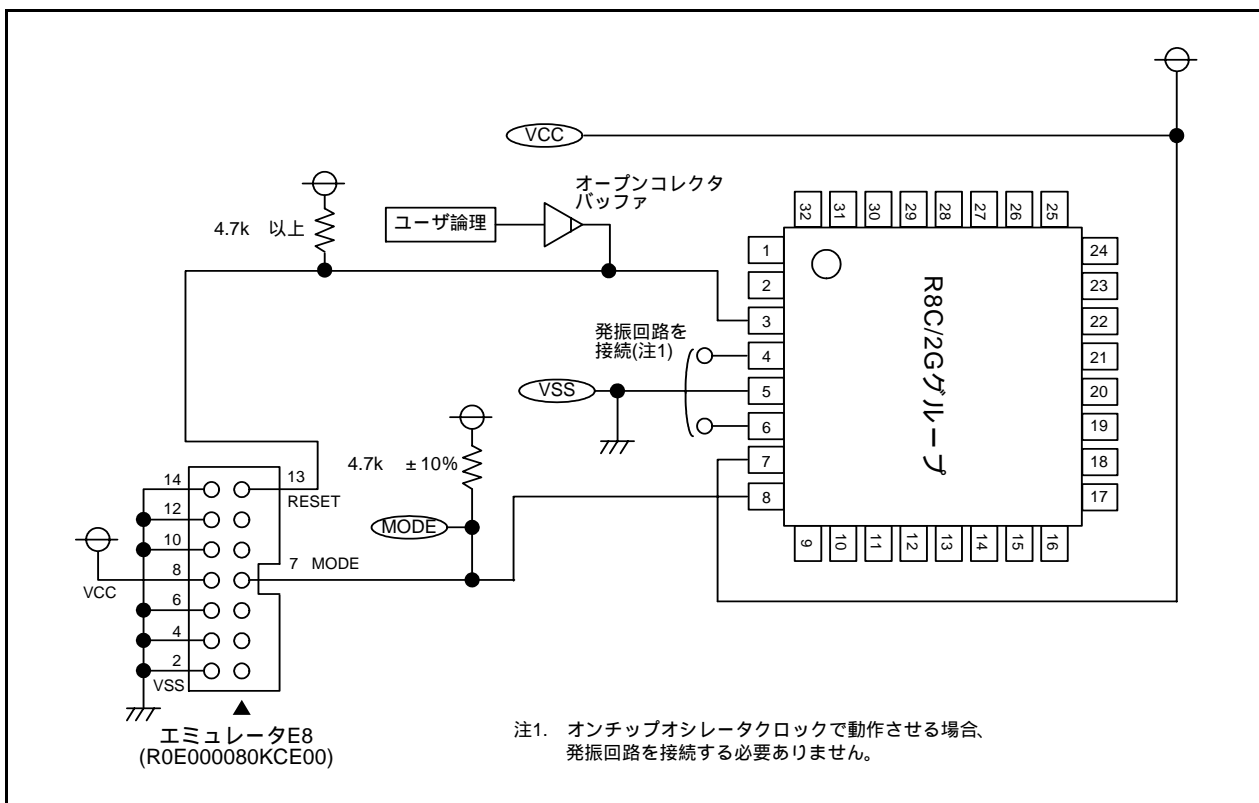 VCC
オープンコレクタ
バッファ
ユーザ論理
4.7k 以上
32 31 30 29 28 27 26 25
1
2
3
4
5
6
7
8
24
23
22
21
20
19
18
17
9 10 11 12 13 14 15 16
R8C/2Gグループ
発振回路を
接続(注1)
VSS
4.7k ±10%
MODE
14
12
10
8
6
4
2
13
RESET
7 MODE
VCC
VSS
エミュレータE8
(R0E000080KCE00)
注1. オンチップオシレータクロックで動作させる場合、
発振回路を接続する必要ありません。